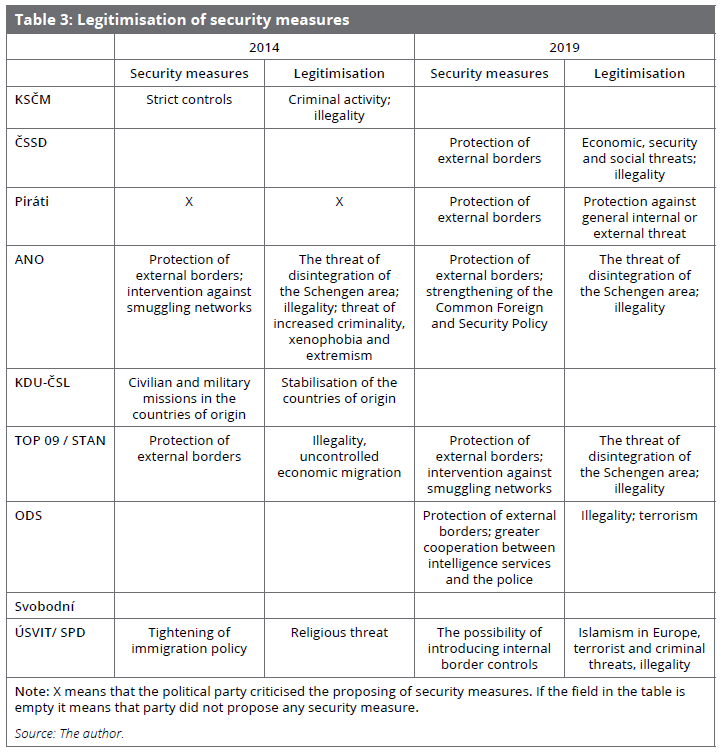 Table 3: Legitimisation of security measures
2014 2019
Security measures Legitimisation Security measures Legitimisation
KSČM Strict controls Criminal activity;
illegality
ČSSD Protection of
external borders Economic, security
and social threats;
illegality
Piráti X X Protection of
external borders Protection against
general internal or
external threat
ANO Protection of
external borders;
intervention against
smuggling networks The threat of
disintegration of
the Schengen area;
illegality; threat of
increased criminality,
xenophobia and
extremism Protection of
external borders;
strengthening of the
Common Foreign
and Security Policy The threat of
disintegration of
the Schengen area;
illegality
KDU-ČSL Civilian and military
missions in the
countries of origin Stabilisation of the
countries of origin
TOP 09 / STAN Protection of
external borders Illegality,
uncontrolled
economic migration Protection of
external borders;
intervention against
smuggling networks The threat of
disintegration of
the Schengen area;
illegality
ODS Protection of external
borders; greater
cooperation between
intelligence services
and the police Illegality; terrorism
Svobodní
ÚSVIT/ SPD Tightening of
immigration policy Religious threat The possibility of
introducing internal
border controls Islamism in Europe,
terrorist and criminal
threats, illegality
Note: X means that the political party criticised the proposing of security measures. If the field in the table is
empty it means that party did not propose any security measure.
Source: The author.